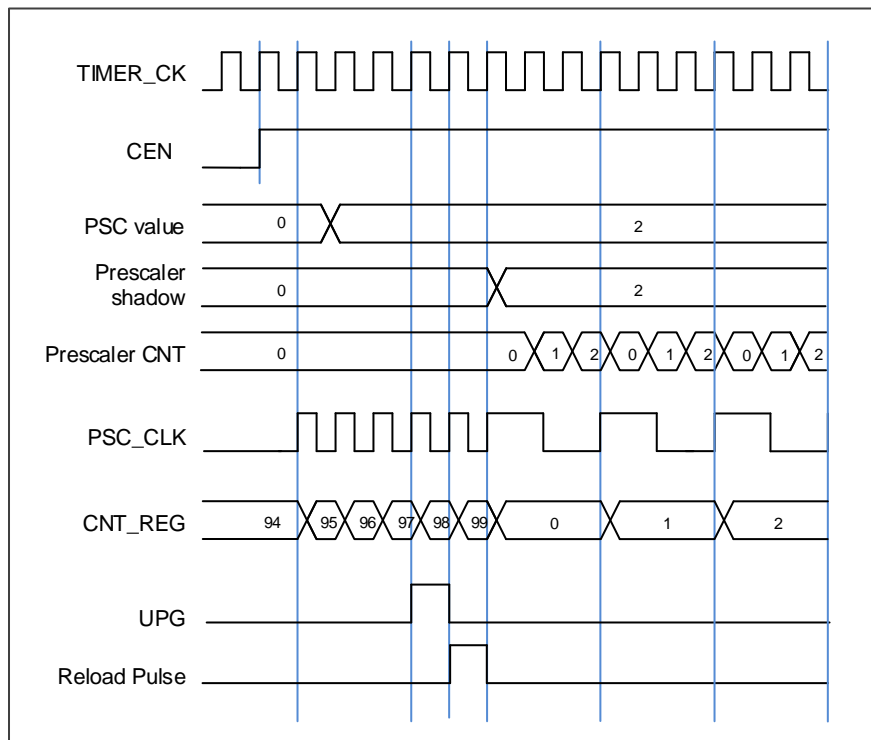 TIMER_CK
CEN
PSC value 0 2
Prescaler
shadow 0 2
Prescaler CNT 0 0 1 2 0 1 2 0 1 2
PSC_CLK
CNT_REG 94 95 96 97 98 99 0 1 2
UPG
Reload Pulse